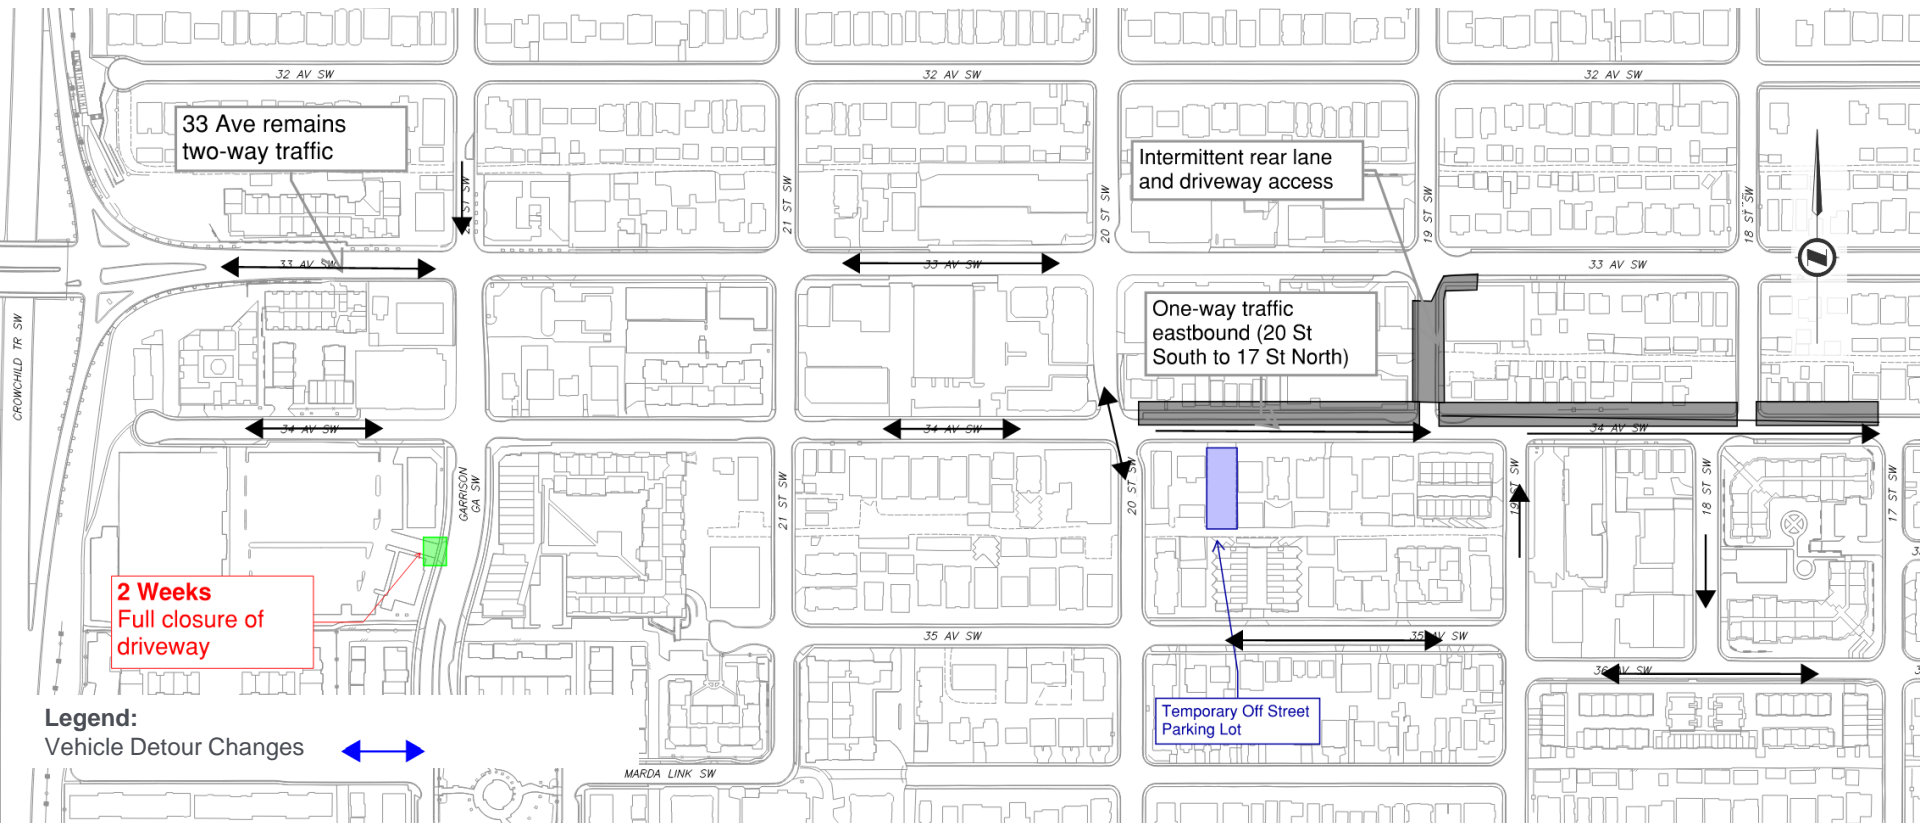 32 AV SW
32 AV SW
32 AV SW
33 Ave remains
two-way traffic
Intermittent rear lane
and driveway access
ST SW
21 ST SW
20 ST SW
19 ST SW
18 ST SW
33 AV SW
33 AV SW
33 AV SW
N
One-way traffic
eastbound (20 St
South to 17 St North)
CROWCHILD TR SW
34 AV SW
34 AV SW
34 AV SW
GARRISON
GA SW
21 ST SW
20 ST SW
19 ST SW
18 ST SW
17 ST SW
2 Weeks
Full closure of
driveway
35 AV SW
35 AV SW
36 AV SW
Temporary Off Street
Parking Lot
Legend:
Vehicle Detour Changes
MARDA LINK SW